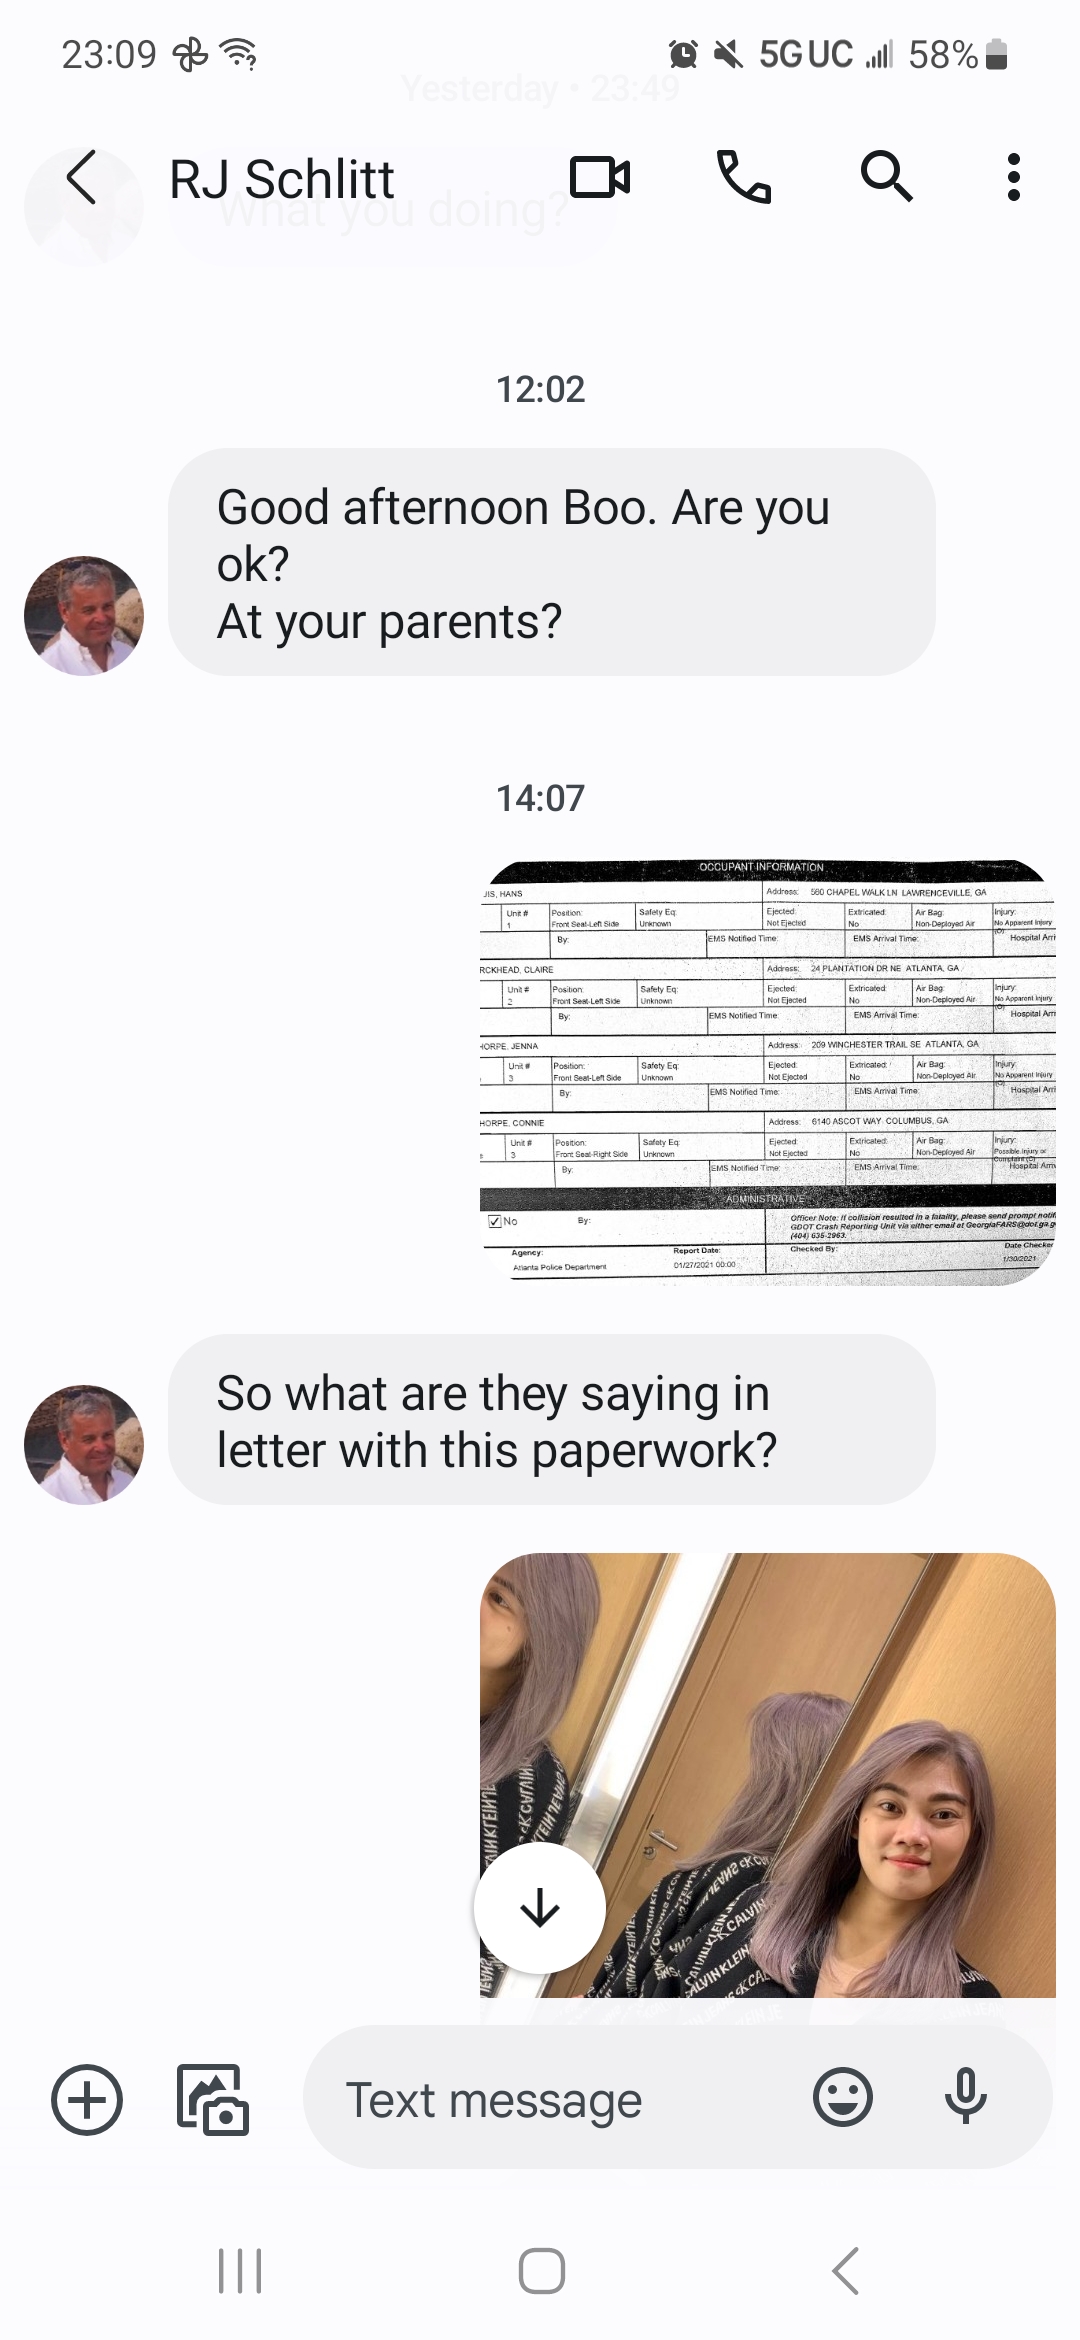 23:09
5G UC
58%
Yesterday • 23:49
RJ Schlitt
What you doing?
12:02
Good afternoon Boo. Are you
ok?
At your parents?
14:07
OCCUPANT INFORMATION
JIS, HANS
Address: 560 CHAPEL WALK LN LAWRENCEVILLE, GA
Unit # Position: Safety Eq: Ejected: Extricated: Air Bag: Injury:
1 Front Seat-Left Side Unknown Not Ejected No Non-Deployed Air No Apparent Injury
(O)
By: EMS Notified Time: EMS Arrival Time: Hospital Arri
RCKHEAD, CLAIRE
Address: 24 PLANTATION DR NE ATLANTA, GA
Unit # Position: Safety Eq: Ejected: Extricated: Air Bag: Injury:
2 Front Seat-Left Side Unknown Not Ejected No Non-Deployed Air No Apparent Injury
(O)
By: EMS Notified Time: EMS Arrival Time: Hospital Arri
HORPE, JENNA
Address: 209 WINCHESTER TRAIL SE ATLANTA, GA
Unit # Position: Safety Eq: Ejected: Extricated: Air Bag: Injury:
3 Front Seat-Left Side Unknown Not Ejected No Non-Deployed Air No Apparent Injury
(O)
By: EMS Notified Time: EMS Arrival Time: Hospital Arri
HORPE, CONNIE
Address: 6140 ASCOT WAY COLUMBUS, GA
Unit # Position: Safety Eq: Ejected: Extricated: Air Bag: Injury:
3 Front Seat-Right Side Unknown Not Ejected No Non-Deployed Air Possible Injury or
Complaint (C)
By: EMS Notified Time: EMS Arrival Time: Hospital Arriv
ADMINISTRATIVE
No By:
Officer Note: If collision resulted in a fatality, please send prompt notifi
GDOT Crash Reporting Unit via either email at GeorgiaFARS@dot.ga.g
(404) 635-2963.
Agency: Report Date: Checked By: Date Checked
Atlanta Police Department 01/27/2021 00:00 1/30/2021
So what are they saying in
letter with this paperwork?
CALVIN KLEIN JEANS
Text message